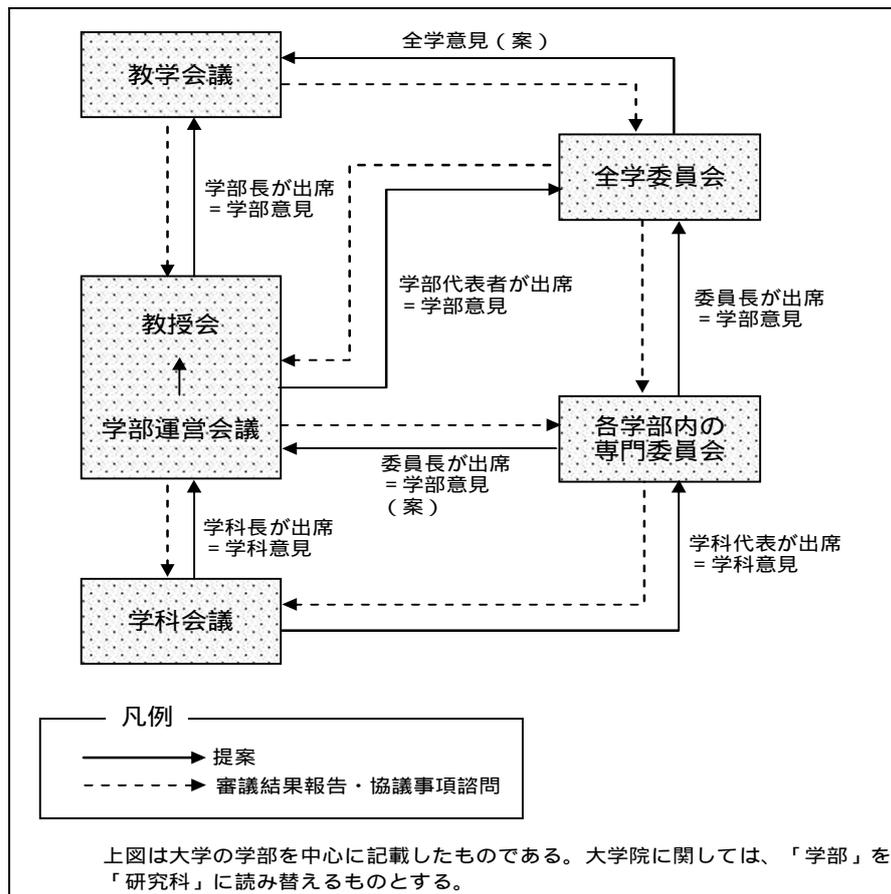 全学意見（案）
教学会議
全学委員会
学部長が出席
＝学部意見
学部代表者が出席
＝学部意見
委員長が出席
＝学部意見
教授会
学部運営会議
各学部内の
専門委員会
委員長が出席
＝学部意見
（案）
学科長が出席
＝学科意見
学科代表が出席
＝学科意見
学科会議
凡例
提案
審議結果報告・協議事項諮問
上図は大学の学部を中心に記載したものである。大学院に関しては、「学部」を
「研究科」に読み替えるものとする。